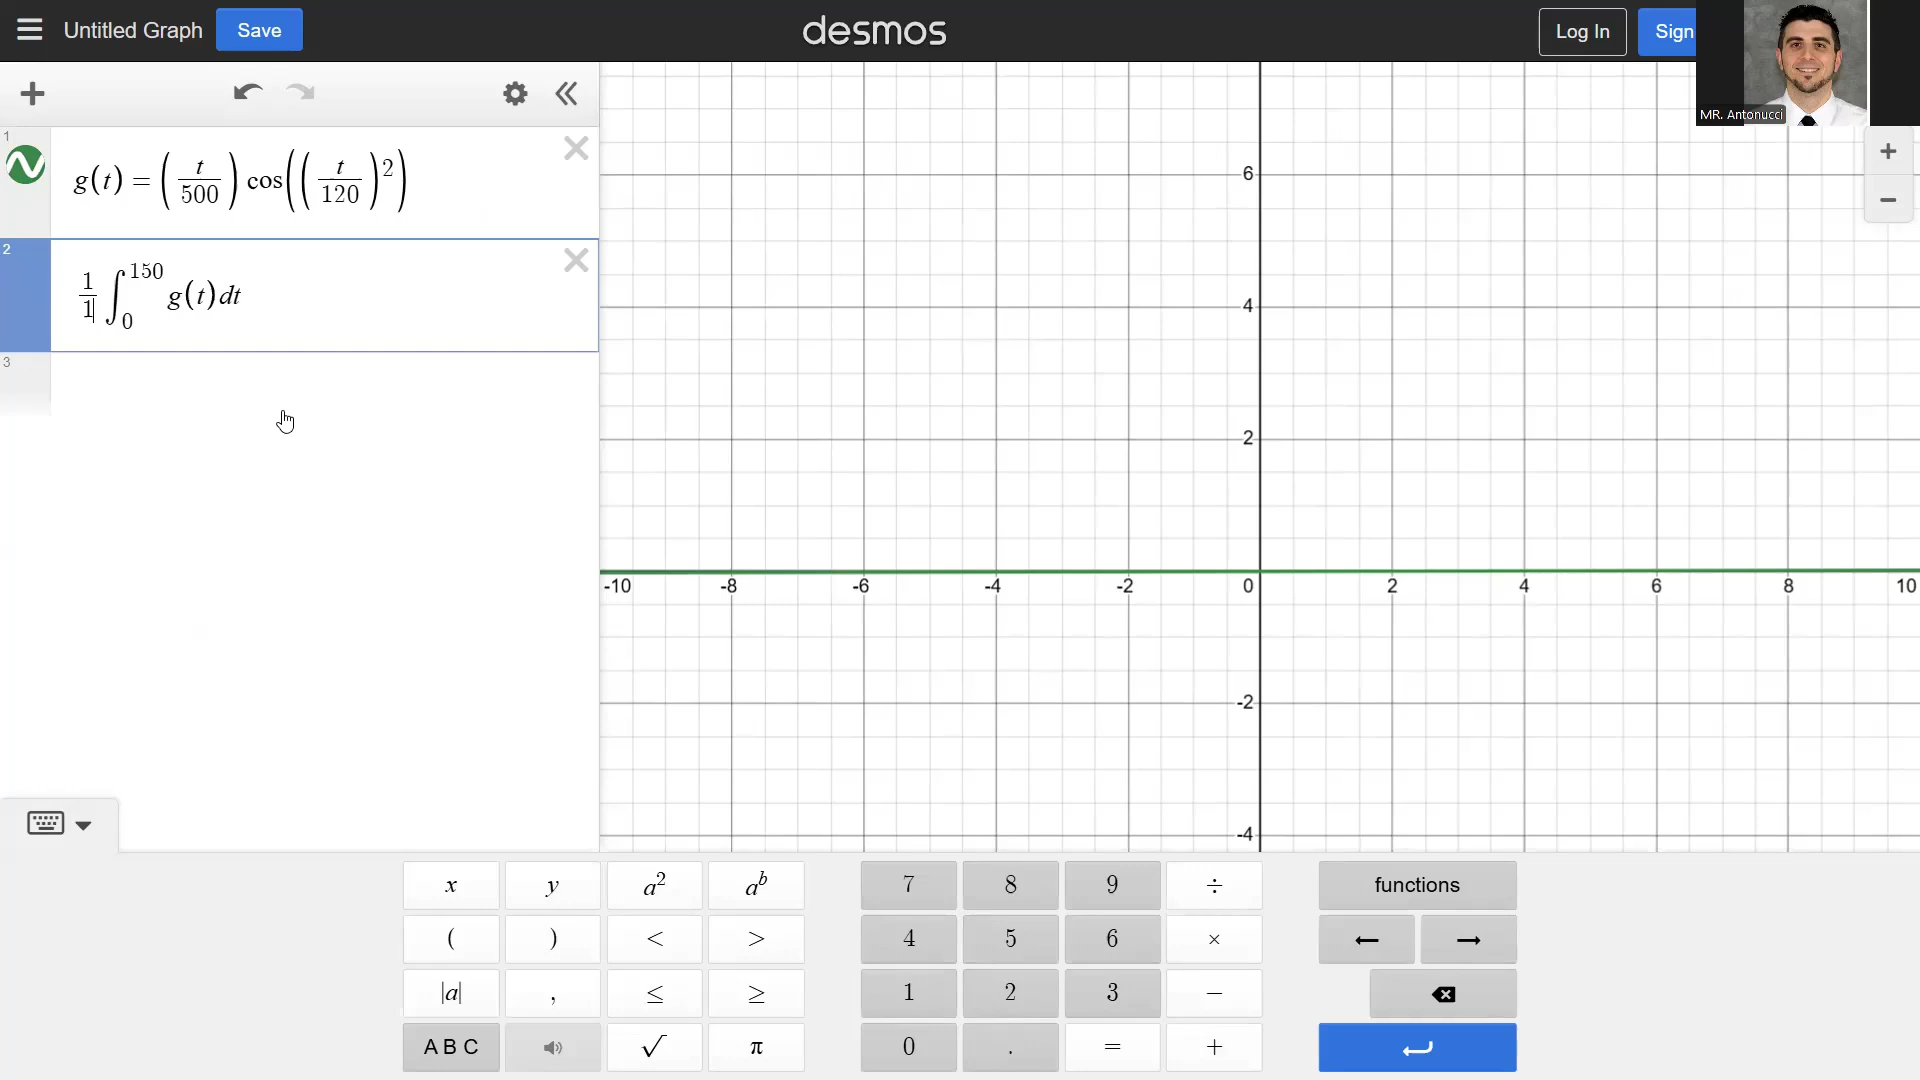 Untitled Graph Save desmos Log In Sign
MR. Antonucci
1
g(t) = (t/500) cos((t/120)^2)
2
1/1 ∫_0^150 g(t) dt
3
6
4
2
-10 -8 -6 -4 -2 0 2 4 6 8 10
-2
-4
x y a^2 a^b 7 8 9 ÷ functions
( ) < > 4 5 6 × ← →
|a| , ≤ ≥ 1 2 3 −
A B C √ π 0 . = +